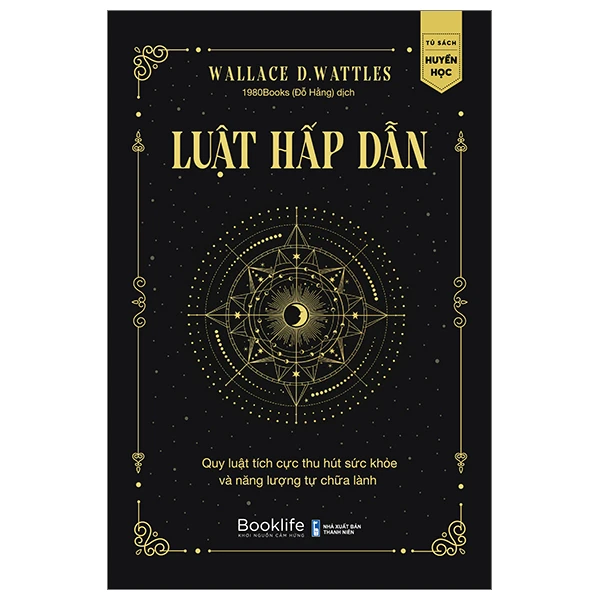 TỦ SÁCH
HUYỀN
HỌC
WALLACE D.WATTLES
1980Books (Đỗ Hằng) dịch
LUẬT HẤP DẪN
Quy luật tích cực thu hút sức khỏe
và năng lượng tự chữa lành
Booklife
KHƠI NGUỒN CẢM HỨNG
NHÀ XUẤT BẢN
THANH NIÊN